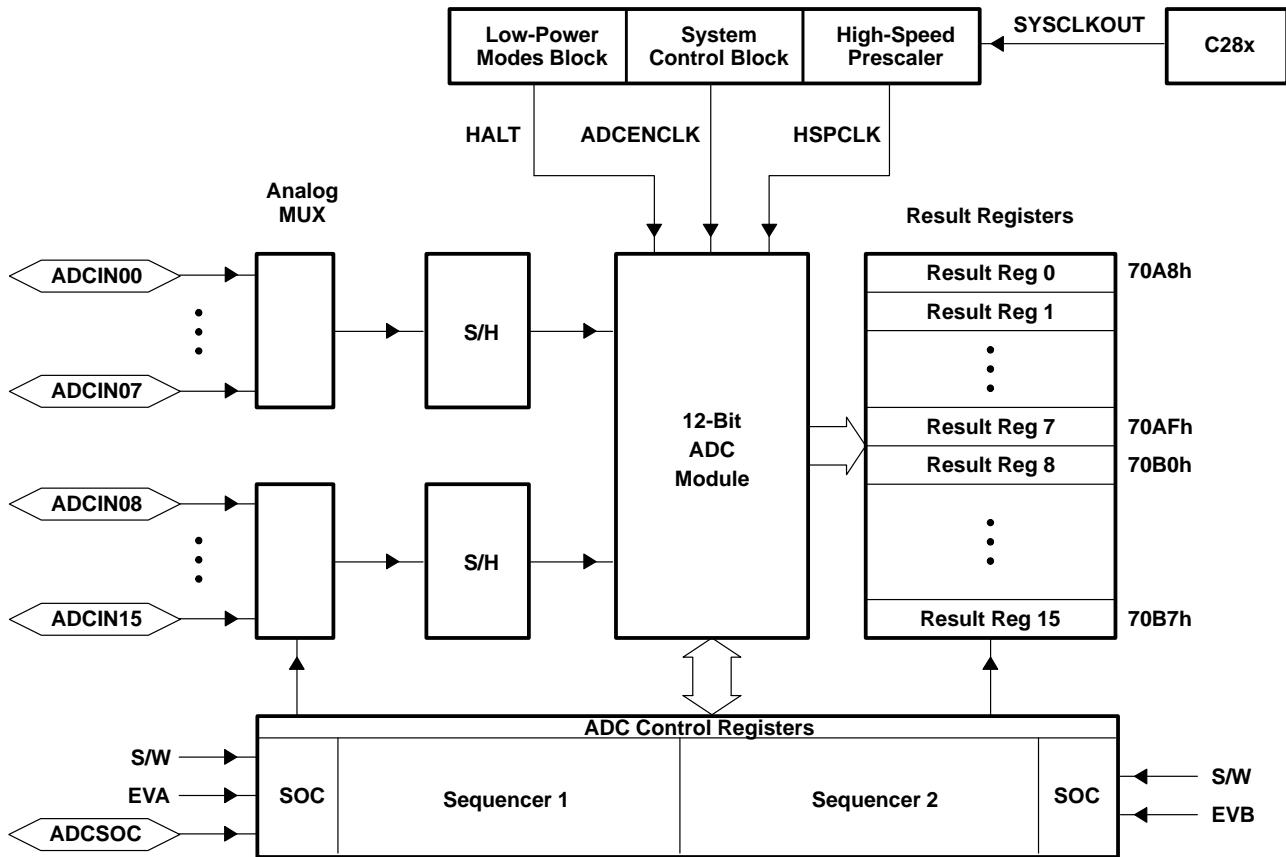 Low-Power
Modes Block
System
Control Block
High-Speed
Prescaler
SYSCLKOUT
C28x
HALT
ADCENCLK
HSPCLK
Analog
MUX
Result Registers
ADCIN00
ADCIN07
S/H
12-Bit
ADC
Module
Result Reg 0
70A8h
Result Reg 1
Result Reg 7
70AFh
Result Reg 8
70B0h
ADCIN08
ADCIN15
S/H
Result Reg 15
70B7h
ADC Control Registers
S/W
EVA
ADCSOC
SOC
Sequencer 1
Sequencer 2
SOC
S/W
EVB